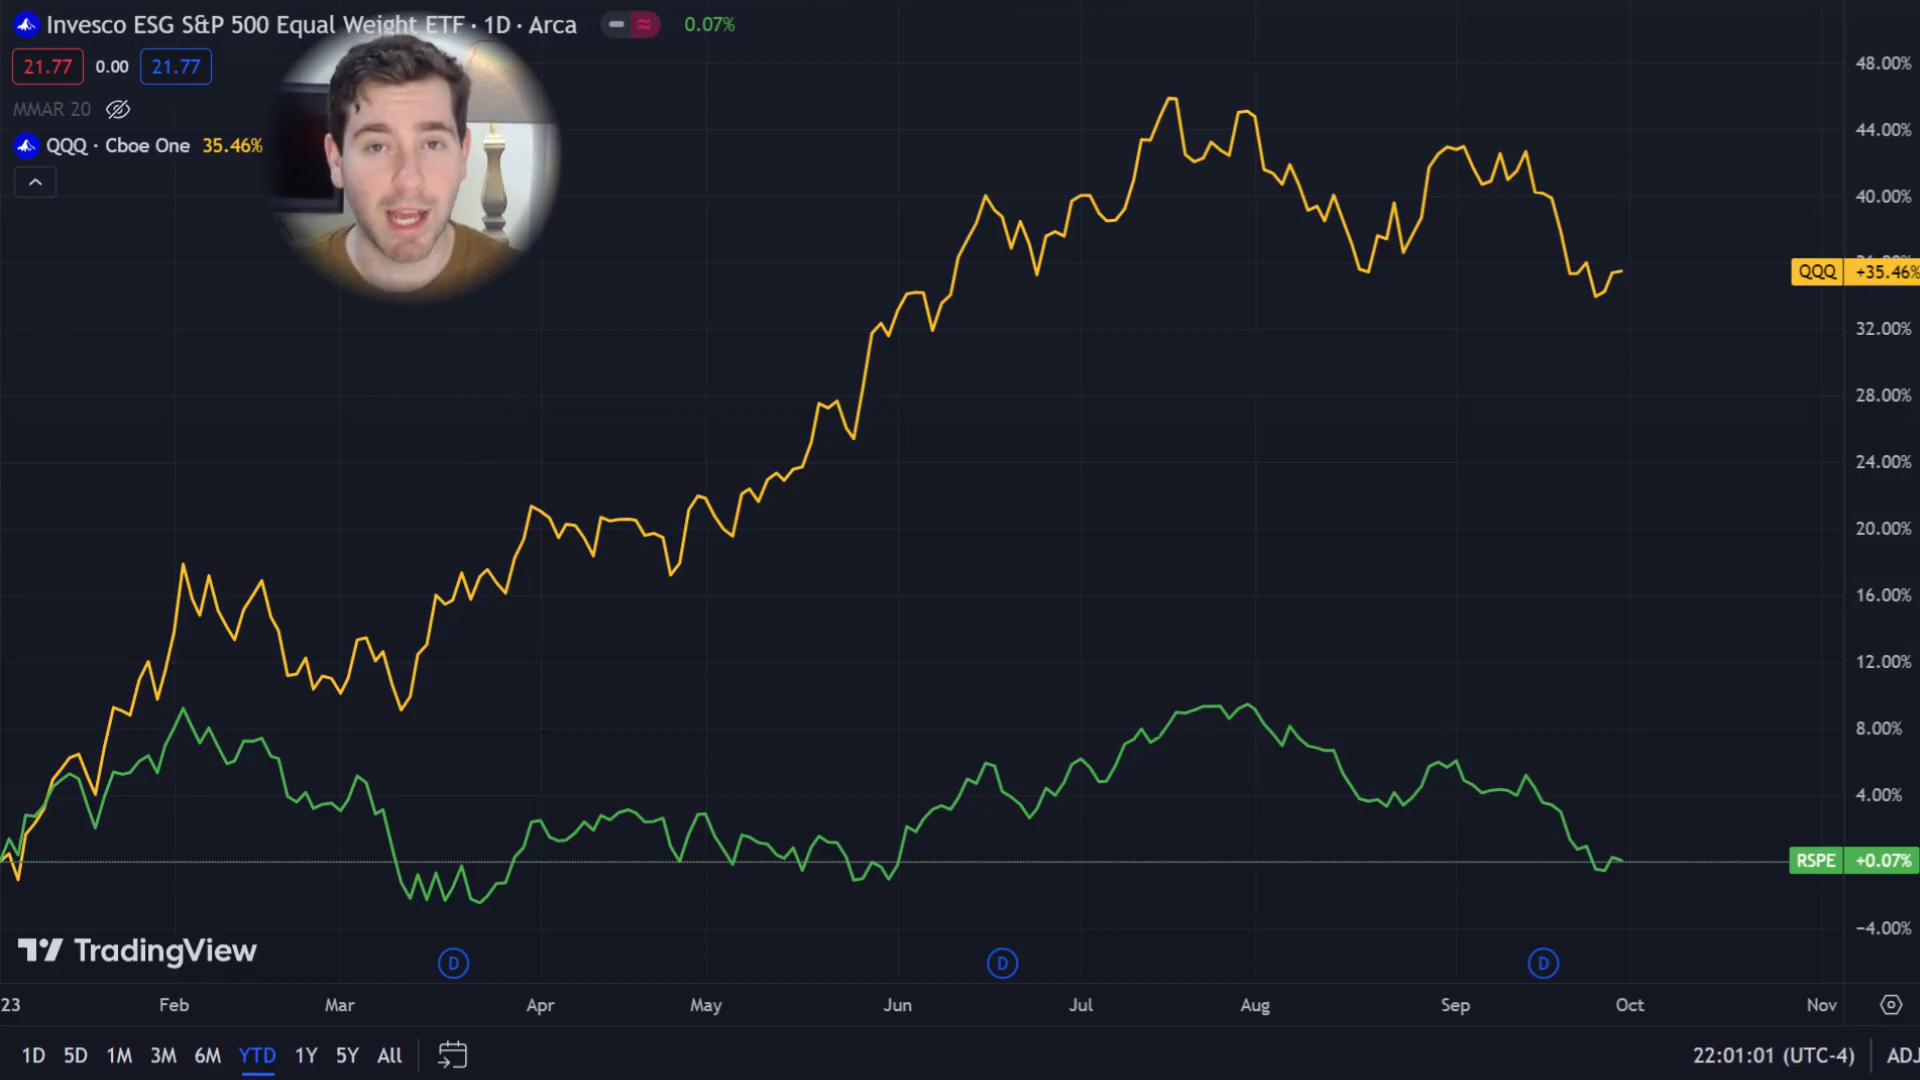 Invesco ESG S&P 500 Equal Weight ETF · 1D · Arca 0.07%
21.77 0.00 21.77
MMAR 20
QQQ · Cboe One 35.46%
48.00%
44.00%
40.00%
QQQ +35.46%
32.00%
28.00%
24.00%
20.00%
16.00%
12.00%
8.00%
4.00%
RSPE +0.07%
−4.00%
TradingView
D D D
23 Feb Mar Apr May Jun Jul Aug Sep Oct Nov
1D 5D 1M 3M 6M YTD 1Y 5Y All 22:01:01 (UTC-4) ADJ